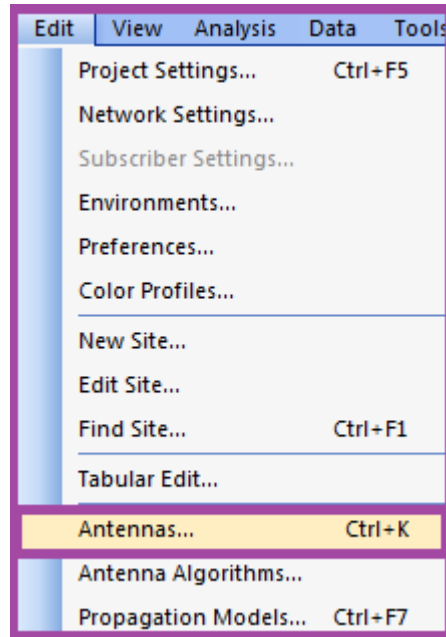 Edit View Analysis Data Tools
Project Settings... Ctrl+F5
Network Settings...
Subscriber Settings...
Environments...
Preferences...
Color Profiles...
New Site...
Edit Site...
Find Site... Ctrl+F1
Tabular Edit...
Antennas... Ctrl+K
Antenna Algorithms...
Propagation Models... Ctrl+F7